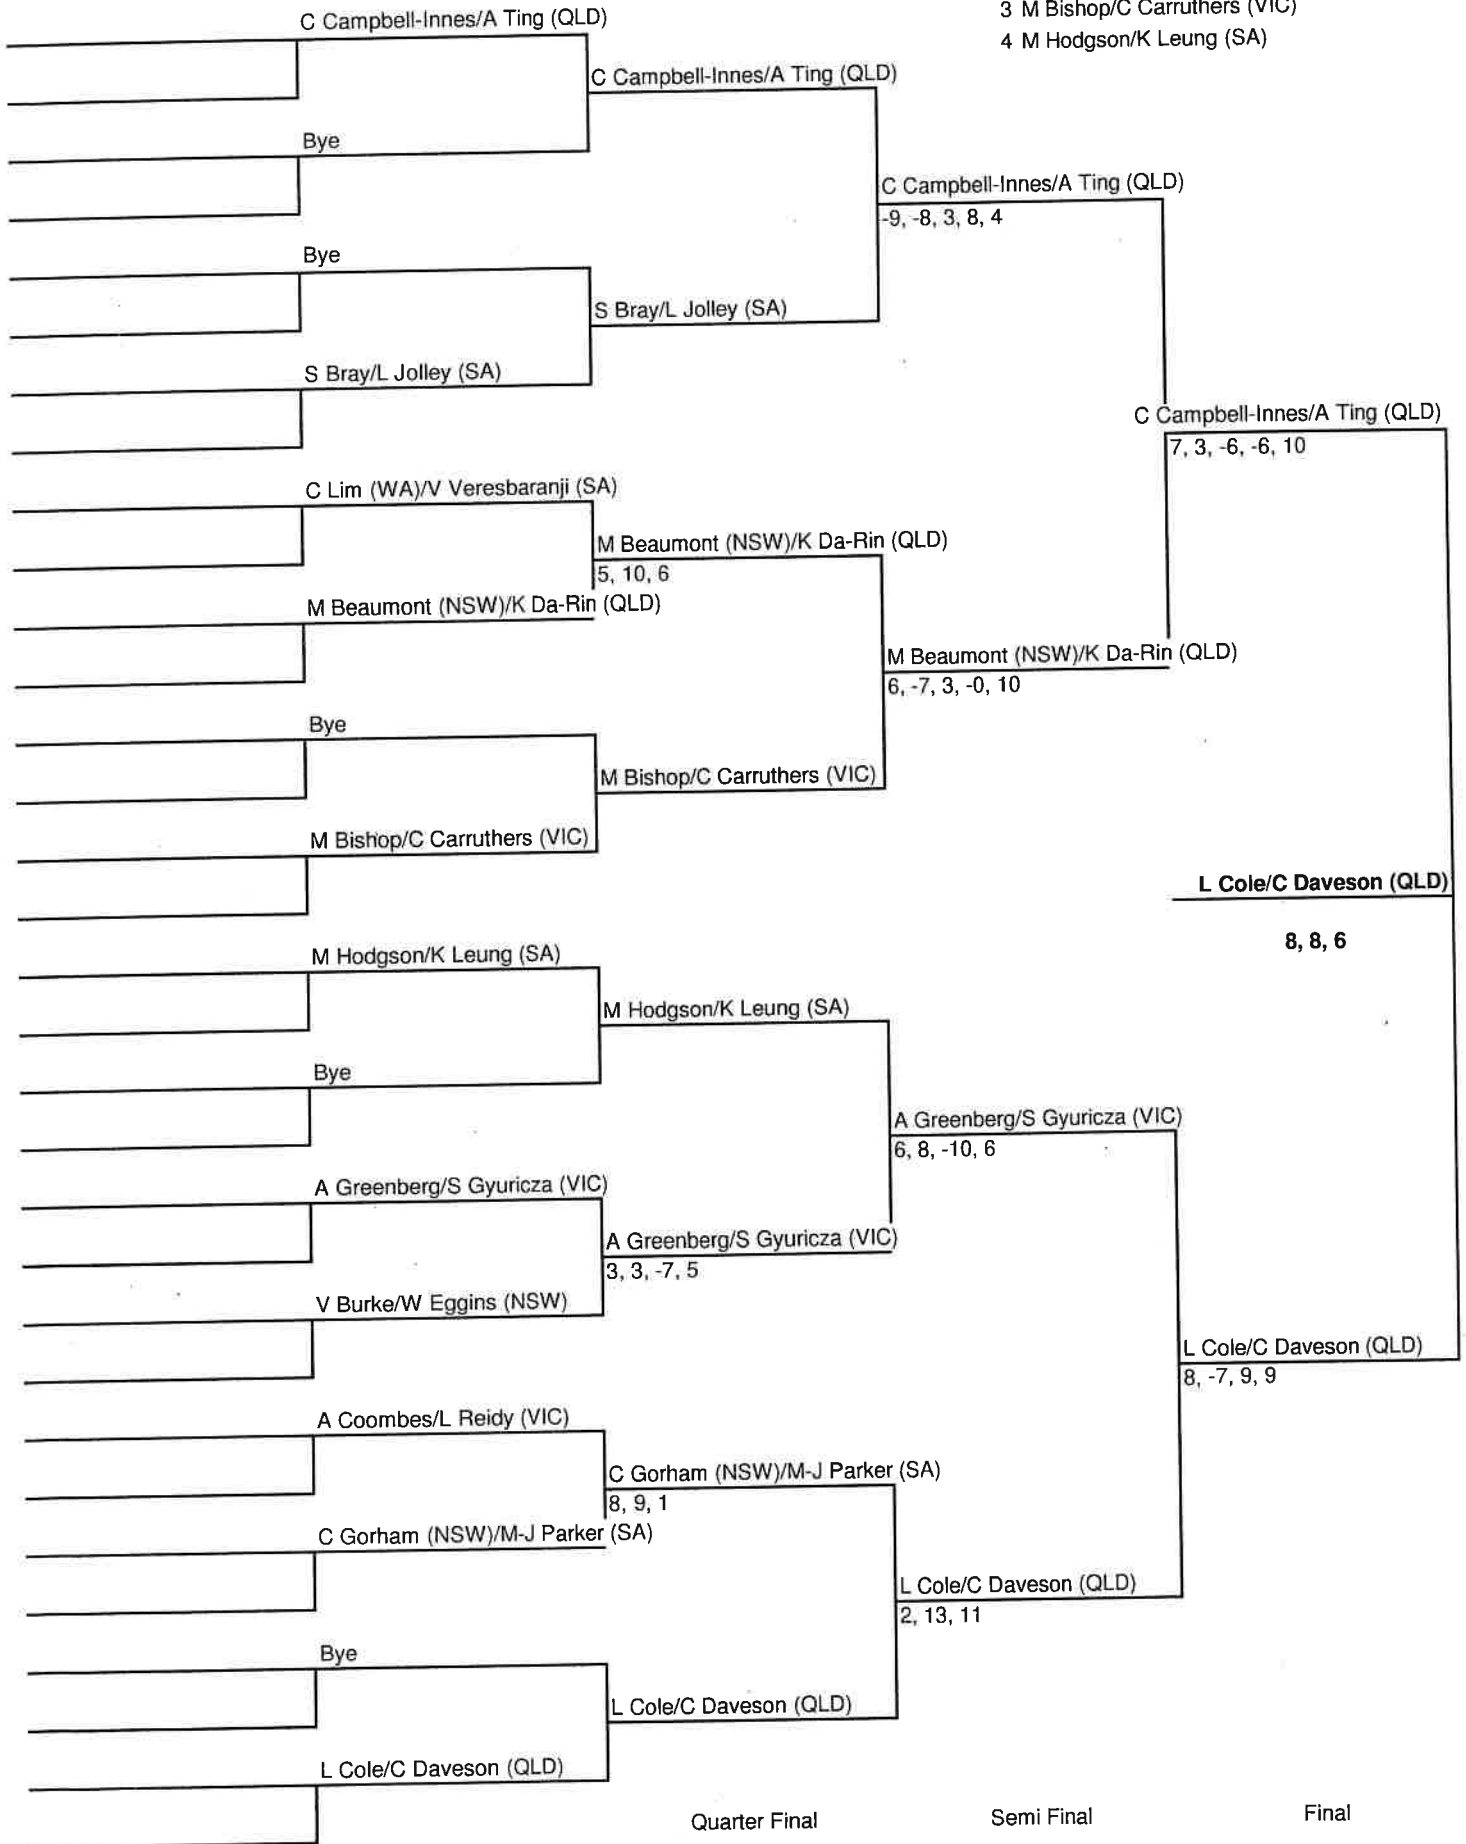 3 M Bishop/C Carruthers (VIC)
4 M Hodgson/K Leung (SA)
C Campbell-Innes/A Ting (QLD)
Bye
Bye
S Bray/L Jolley (SA)
C Lim (WA)/V Veresbaranji (SA)
M Beaumont (NSW)/K Da-Rin (QLD)
Bye
M Bishop/C Carruthers (VIC)
M Hodgson/K Leung (SA)
Bye
A Greenberg/S Gyuricza (VIC)
V Burke/W Eggins (NSW)
A Coombes/L Reidy (VIC)
C Gorham (NSW)/M-J Parker (SA)
Bye
L Cole/C Daveson (QLD)
C Campbell-Innes/A Ting (QLD)
S Bray/L Jolley (SA)
M Beaumont (NSW)/K Da-Rin (QLD)
5, 10, 6
M Bishop/C Carruthers (VIC)
M Hodgson/K Leung (SA)
A Greenberg/S Gyuricza (VIC)
3, 3, -7, 5
C Gorham (NSW)/M-J Parker (SA)
8, 9, 1
L Cole/C Daveson (QLD)
Quarter Final
C Campbell-Innes/A Ting (QLD)
-9, -8, 3, 8, 4
M Beaumont (NSW)/K Da-Rin (QLD)
6, -7, 3, -0, 10
A Greenberg/S Gyuricza (VIC)
6, 8, -10, 6
L Cole/C Daveson (QLD)
2, 13, 11
Semi Final
C Campbell-Innes/A Ting (QLD)
7, 3, -6, -6, 10
L Cole/C Daveson (QLD)
8, -7, 9, 9
L Cole/C Daveson (QLD)
8, 8, 6
Final